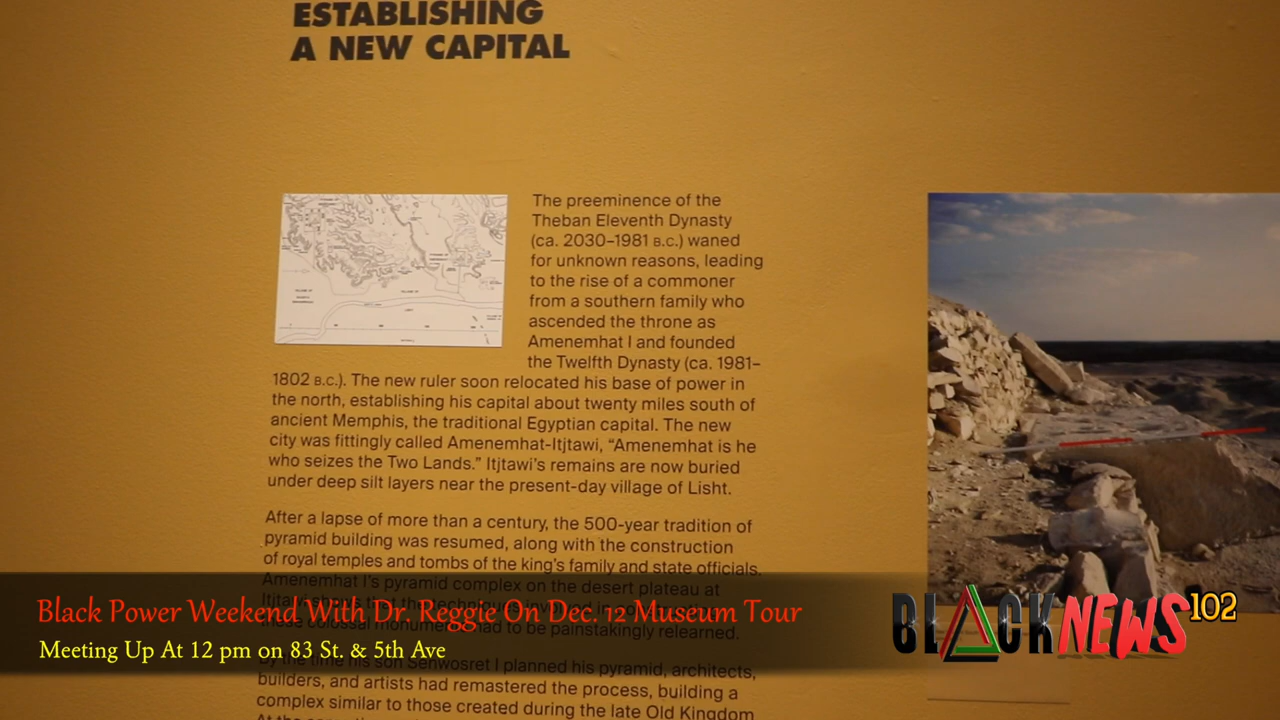 ESTABLISHING
A NEW CAPITAL
The preeminence of the
Theban Eleventh Dynasty
(ca. 2030–1981 B.C.) waned
for unknown reasons, leading
to the rise of a commoner
from a southern family who
ascended the throne as
Amenemhat I and founded
the Twelfth Dynasty (ca. 1981–
1802 B.C.). The new ruler soon relocated his base of power in
the north, establishing his capital about twenty miles south of
ancient Memphis, the traditional Egyptian capital. The new
city was fittingly called Amenemhat-Itjtawi, “Amenemhat is he
who seizes the Two Lands.” Itjtawi’s remains are now buried
under deep silt layers near the present-day village of Lisht.
After a lapse of more than a century, the 500-year tradition of
pyramid building was resumed, along with the construction
of royal temples and tombs of the king’s family and state officials.
Amenemhat I’s pyramid complex on the desert plateau at
these colossal monuments had to be painstakingly relearned.
By the time his son Senwosret I planned his pyramid, architects,
builders, and artists had remastered the process, building a
complex similar to those created during the late Old Kingdom
Black Power Weekend With Dr. Reggie On Dec. 12 Museum Tour
Meeting Up At 12 pm on 83 St. & 5th Ave
BLACKNEWS102